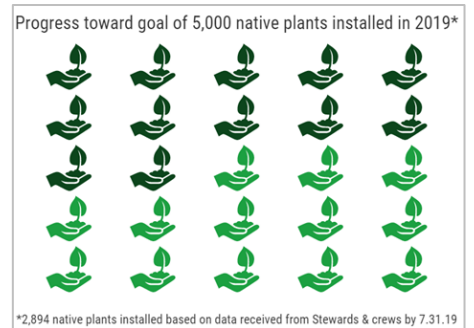 Progress toward goal of 5,000 native plants installed in 2019*
*2,894 native plants installed based on data received from Stewards & crews by 7.31.19